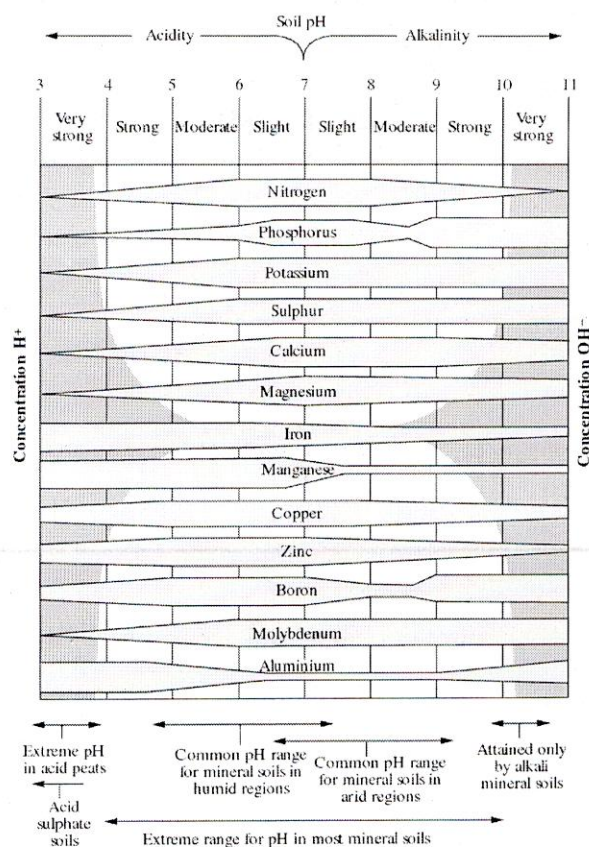 Soil pH
Acidity
Alkalinity
3 4 5 6 7 8 9 10 11
Very strong
Strong
Moderate
Slight
Slight
Moderate
Strong
Very strong
Concentration H⁺
Concentration OH⁻
Nitrogen
Phosphorus
Potassium
Sulphur
Calcium
Magnesium
Iron
Manganese
Copper
Zinc
Boron
Molybdenum
Aluminium
Extreme pH
in acid peats
Common pH range
for mineral soils in
humid regions
Common pH range
for mineral soils in
arid regions
Attained only
by alkali
mineral soils
Acid
sulphate
soils
Extreme range for pH in most mineral soils